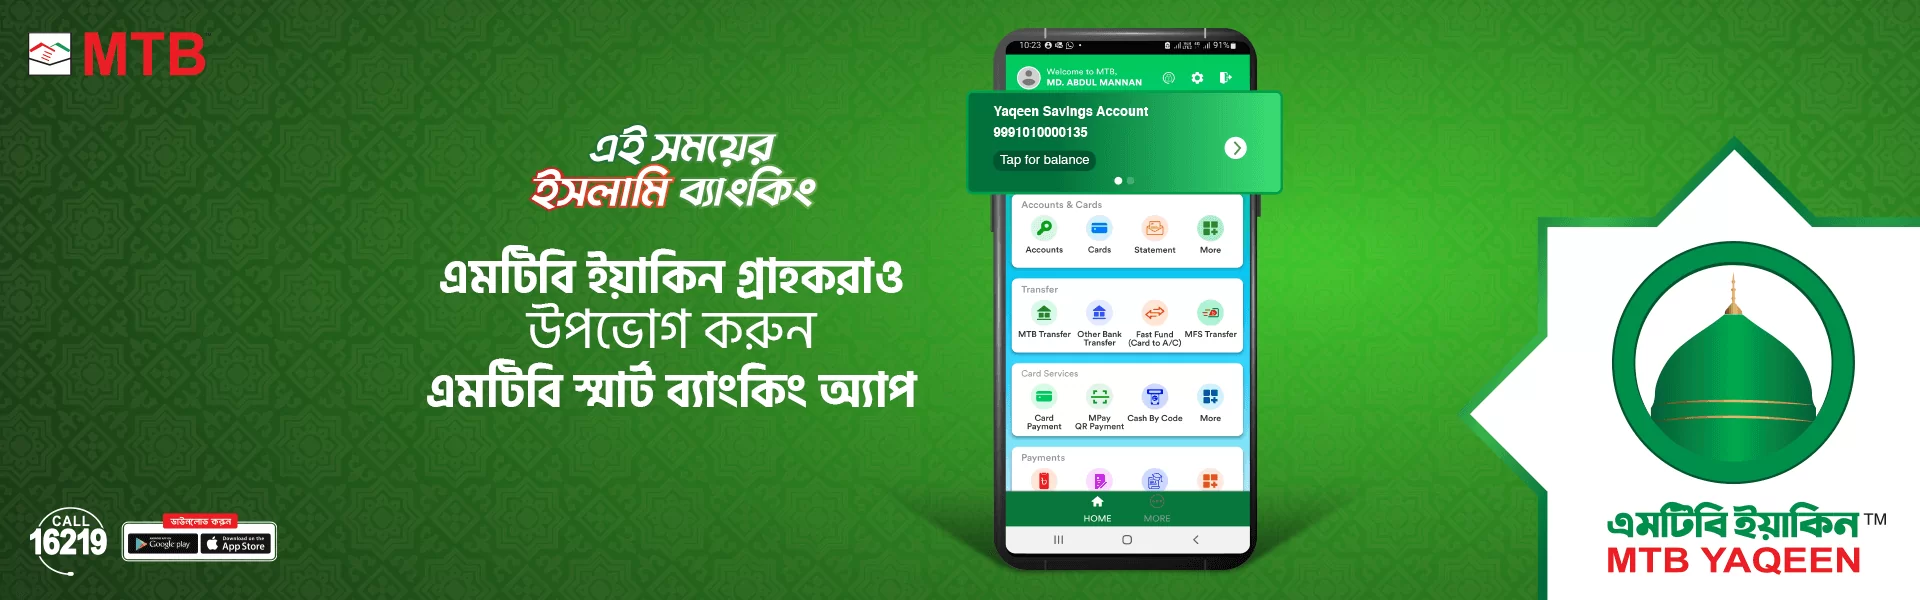 MTB
এই সময়ের
ইসলামি ব্যাংকিং
এমটিবি ইয়াকিন গ্রাহকরাও
উপভোগ করুন
এমটিবি স্মার্ট ব্যাংকিং অ্যাপ
CALL
16219
ডাউনলোড করুন
Google play
Download on the
App Store
10:23
91%
Welcome to MTB.
MD. ABDUL MANNAN
Yaqeen Savings Account
9991010000135
Tap for balance
Accounts & Cards
Accounts Cards Statement More
Transfer
MTB Transfer Other Bank Transfer Fast Fund (Card to A/C) MFS Transfer
Card Services
Card Payment MPay QR Payment Cash By Code More
Payments
HOME MORE
এমটিবি ইয়াকিন TM
MTB YAQEEN